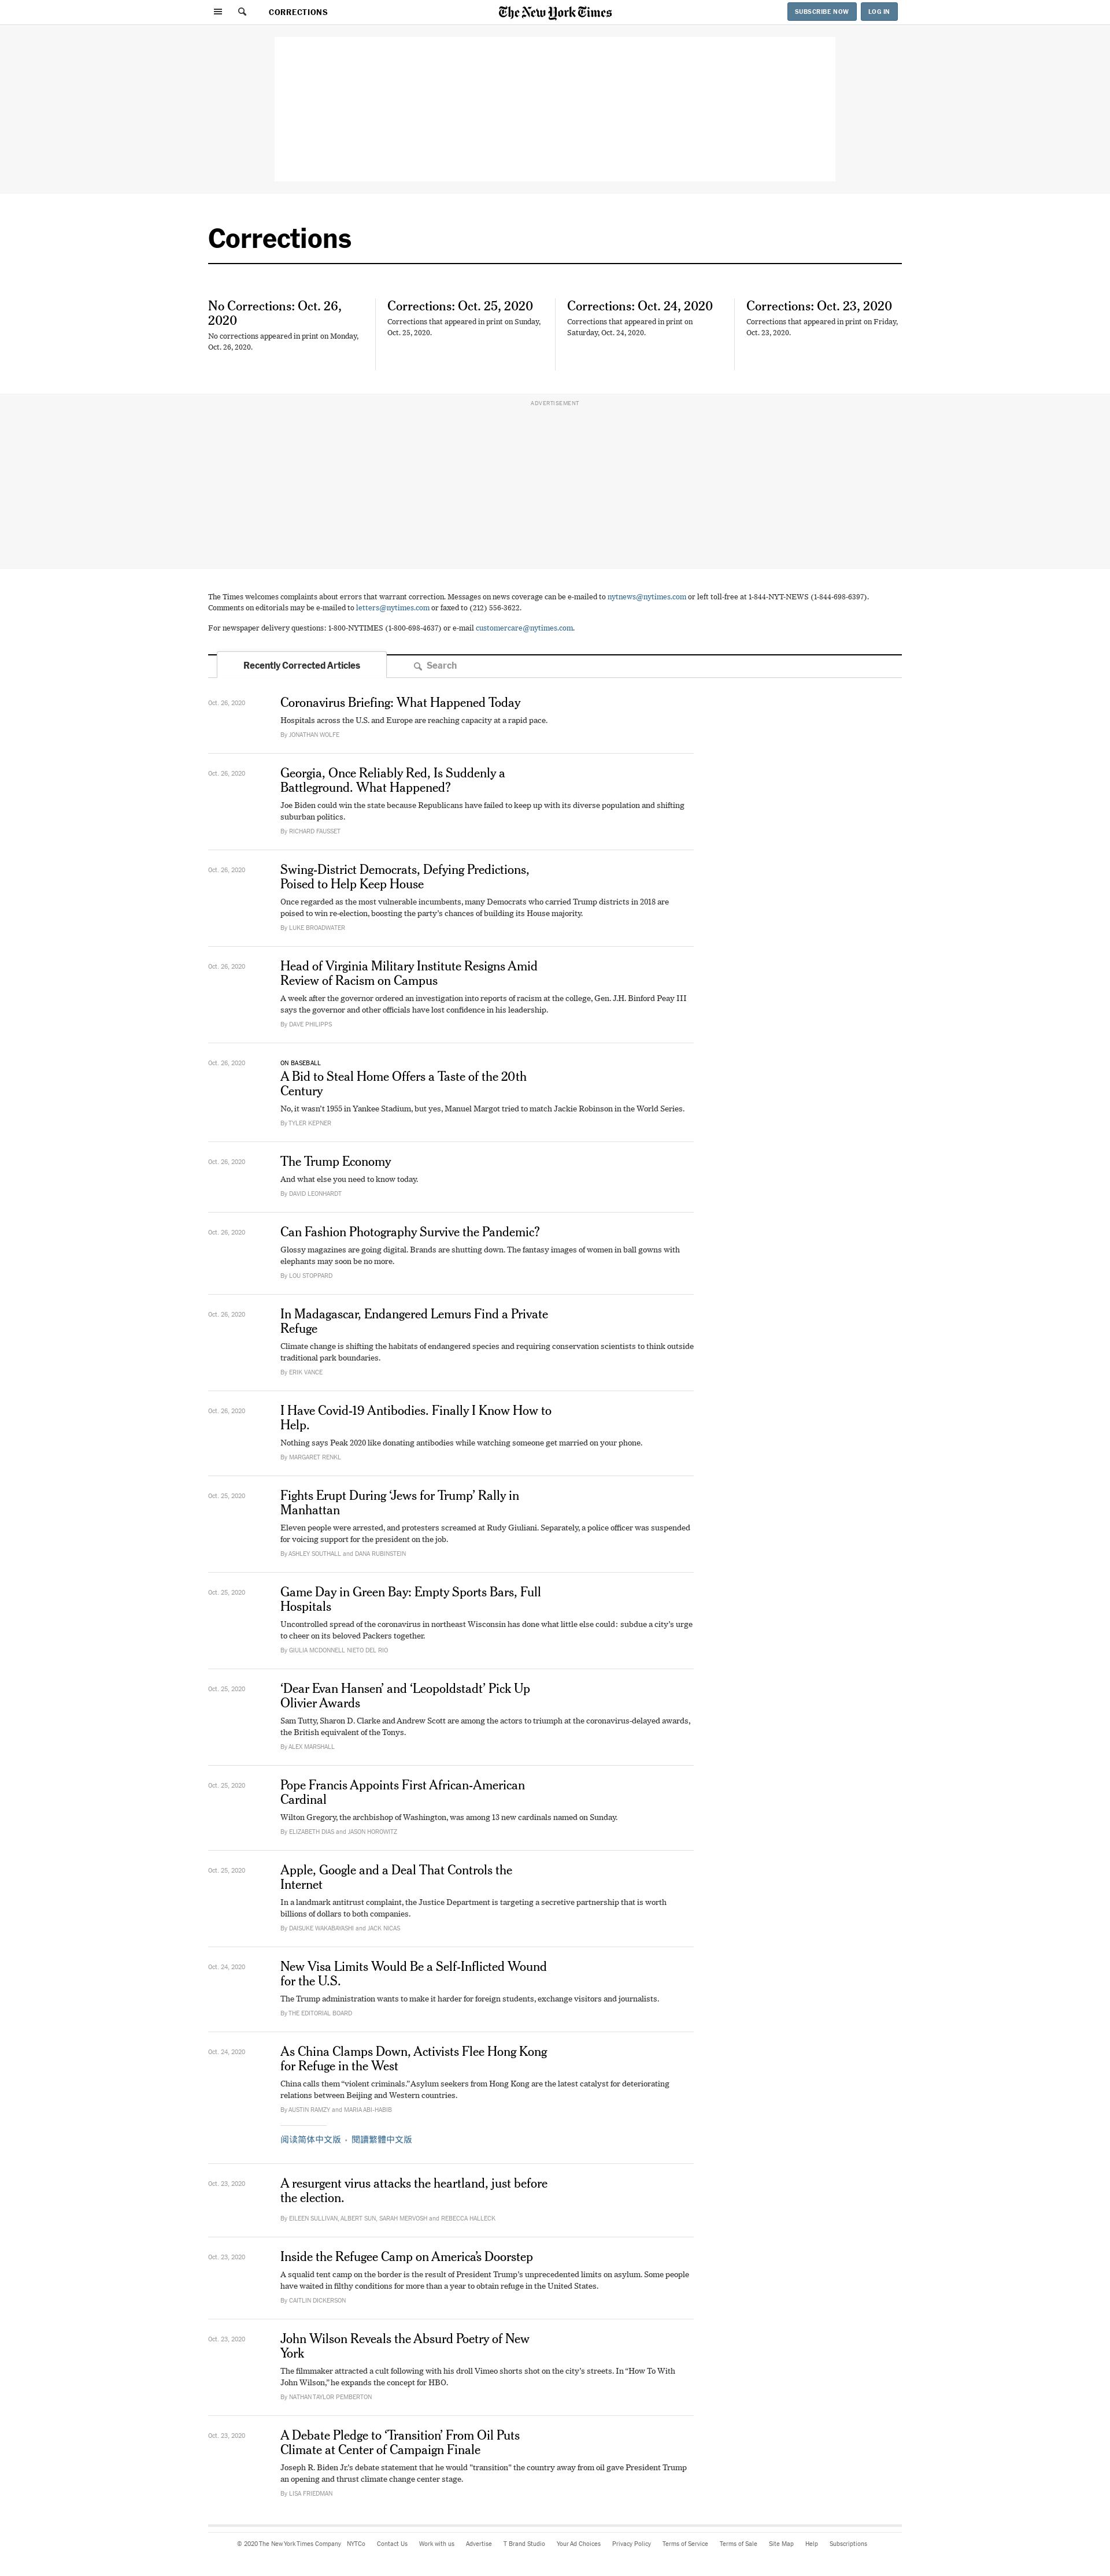 CORRECTIONS
The New York Times
SUBSCRIBE NOW
LOG IN
Corrections
No Corrections: Oct. 26,
2020
No corrections appeared in print on Monday,
Oct. 26, 2020.
Corrections: Oct. 25, 2020
Corrections that appeared in print on Sunday,
Oct. 25, 2020.
Corrections: Oct. 24, 2020
Corrections that appeared in print on
Saturday, Oct. 24, 2020.
Corrections: Oct. 23, 2020
Corrections that appeared in print on Friday,
Oct. 23, 2020.
ADVERTISEMENT
The Times welcomes complaints about errors that warrant correction. Messages on news coverage can be e-mailed to nytnews@nytimes.com or left toll-free at 1-844-NYT-NEWS (1-844-698-6397).
Comments on editorials may be e-mailed to letters@nytimes.com or faxed to (212) 556-3622.
For newspaper delivery questions: 1-800-NYTIMES (1-800-698-4637) or e-mail customercare@nytimes.com.
Recently Corrected Articles
Search
Oct. 26, 2020
Coronavirus Briefing: What Happened Today
Hospitals across the U.S. and Europe are reaching capacity at a rapid pace.
By JONATHAN WOLFE
Oct. 26, 2020
Georgia, Once Reliably Red, Is Suddenly a
Battleground. What Happened?
Joe Biden could win the state because Republicans have failed to keep up with its diverse population and shifting
suburban politics.
By RICHARD FAUSSET
Oct. 26, 2020
Swing-District Democrats, Defying Predictions,
Poised to Help Keep House
Once regarded as the most vulnerable incumbents, many Democrats who carried Trump districts in 2018 are
poised to win re-election, boosting the party's chances of building its House majority.
By LUKE BROADWATER
Oct. 26, 2020
Head of Virginia Military Institute Resigns Amid
Review of Racism on Campus
A week after the governor ordered an investigation into reports of racism at the college, Gen. J.H. Binford Peay III
says the governor and other officials have lost confidence in his leadership.
By DAVE PHILIPPS
Oct. 26, 2020
ON BASEBALL
A Bid to Steal Home Offers a Taste of the 20th
Century
No, it wasn't 1955 in Yankee Stadium, but yes, Manuel Margot tried to match Jackie Robinson in the World Series.
By TYLER KEPNER
Oct. 26, 2020
The Trump Economy
And what else you need to know today.
By DAVID LEONHARDT
Oct. 26, 2020
Can Fashion Photography Survive the Pandemic?
Glossy magazines are going digital. Brands are shutting down. The fantasy images of women in ball gowns with
elephants may soon be no more.
By LOU STOPPARD
Oct. 26, 2020
In Madagascar, Endangered Lemurs Find a Private
Refuge
Climate change is shifting the habitats of endangered species and requiring conservation scientists to think outside
traditional park boundaries.
By ERIK VANCE
Oct. 26, 2020
I Have Covid-19 Antibodies. Finally I Know How to
Help.
Nothing says Peak 2020 like donating antibodies while watching someone get married on your phone.
By MARGARET RENKL
Oct. 25, 2020
Fights Erupt During ‘Jews for Trump’ Rally in
Manhattan
Eleven people were arrested, and protesters screamed at Rudy Giuliani. Separately, a police officer was suspended
for voicing support for the president on the job.
By ASHLEY SOUTHALL and DANA RUBINSTEIN
Oct. 25, 2020
Game Day in Green Bay: Empty Sports Bars, Full
Hospitals
Uncontrolled spread of the coronavirus in northeast Wisconsin has done what little else could: subdue a city's urge
to cheer on its beloved Packers together.
By GIULIA MCDONNELL NIETO DEL RIO
Oct. 25, 2020
‘Dear Evan Hansen’ and ‘Leopoldstadt’ Pick Up
Olivier Awards
Sam Tutty, Sharon D. Clarke and Andrew Scott are among the actors to triumph at the coronavirus-delayed awards,
the British equivalent of the Tonys.
By ALEX MARSHALL
Oct. 25, 2020
Pope Francis Appoints First African-American
Cardinal
Wilton Gregory, the archbishop of Washington, was among 13 new cardinals named on Sunday.
By ELIZABETH DIAS and JASON HOROWITZ
Oct. 25, 2020
Apple, Google and a Deal That Controls the
Internet
In a landmark antitrust complaint, the Justice Department is targeting a secretive partnership that is worth
billions of dollars to both companies.
By DAISUKE WAKABAYASHI and JACK NICAS
Oct. 24, 2020
New Visa Limits Would Be a Self-Inflicted Wound
for the U.S.
The Trump administration wants to make it harder for foreign students, exchange visitors and journalists.
By THE EDITORIAL BOARD
Oct. 24, 2020
As China Clamps Down, Activists Flee Hong Kong
for Refuge in the West
China calls them “violent criminals.” Asylum seekers from Hong Kong are the latest catalyst for deteriorating
relations between Beijing and Western countries.
By AUSTIN RAMZY and MARIA ABI-HABIB
阅读简体中文版 · 閱讀繁體中文版
Oct. 23, 2020
A resurgent virus attacks the heartland, just before
the election.
By EILEEN SULLIVAN, ALBERT SUN, SARAH MERVOSH and REBECCA HALLECK
Oct. 23, 2020
Inside the Refugee Camp on America's Doorstep
A squalid tent camp on the border is the result of President Trump's unprecedented limits on asylum. Some people
have waited in filthy conditions for more than a year to obtain refuge in the United States.
By CAITLIN DICKERSON
Oct. 23, 2020
John Wilson Reveals the Absurd Poetry of New
York
The filmmaker attracted a cult following with his droll Vimeo shorts shot on the city's streets. In “How To With
John Wilson,” he expands the concept for HBO.
By NATHAN TAYLOR PEMBERTON
Oct. 23, 2020
A Debate Pledge to ‘Transition’ From Oil Puts
Climate at Center of Campaign Finale
Joseph R. Biden Jr.'s debate statement that he would "transition" the country away from oil gave President Trump
an opening and thrust climate change center stage.
By LISA FRIEDMAN
© 2020 The New York Times Company NYTCo Contact Us Work with us Advertise T Brand Studio Your Ad Choices Privacy Policy Terms of Service Terms of Sale Site Map Help Subscriptions